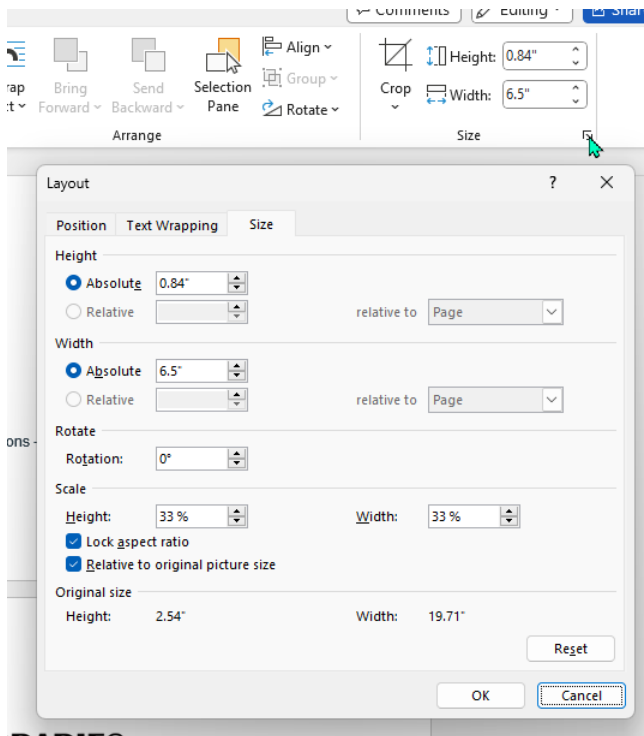 Comments Editing Shar
Align
Height: 0.84"
rap Bring Send Selection Group Crop
Forward Backward Pane Rotate Width: 6.5"
Arrange Size
Layout ?
Position Text Wrapping Size
Height
Absolute 0.84"
Relative relative to Page
Width
Absolute 6.5"
Relative relative to Page
ons -
Rotate
Rotation: 0°
Scale
Height: 33 % Width: 33 %
Lock aspect ratio
Relative to original picture size
Original size
Height: 2.54" Width: 19.71"
Reset
OK Cancel